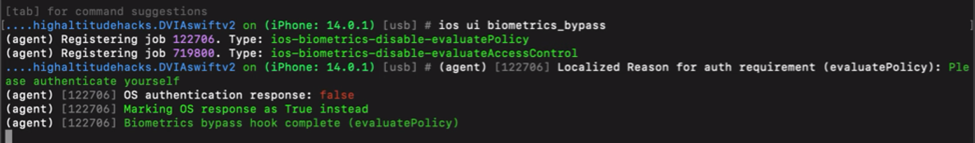 [tab] for command suggestions
....highaltitudehacks.DVIAswiftv2 on (iPhone: 14.0.1) [usb] # ios ui biometrics_bypass
(agent) Registering job 122706. Type: ios-biometrics-disable-evaluatePolicy
(agent) Registering job 719800. Type: ios-biometrics-disable-evaluateAccessControl
....highaltitudehacks.DVIAswiftv2 on (iPhone: 14.0.1) [usb] # (agent) [122706] Localized Reason for auth requirement (evaluatePolicy): Ple
ase authenticate yourself
(agent) [122706] OS authentication response: false
(agent) [122706] Marking OS response as True instead
(agent) [122706] Biometrics bypass hook complete (evaluatePolicy)